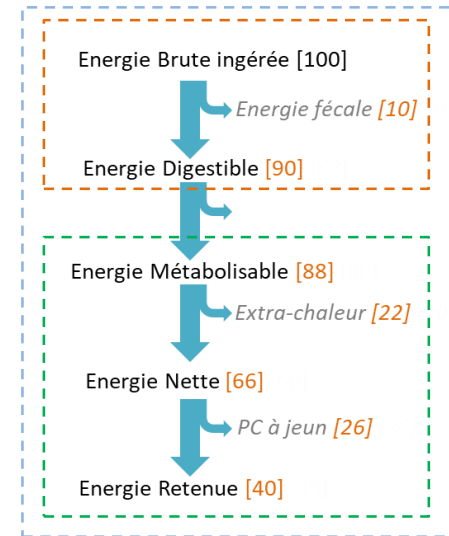 Energie Brute ingérée [100]
Energie fécale [10]
Energie Digestible [90]
Energie Métabolisable [88]
Extra-chaleur [22]
Energie Nette [66]
PC à jeun [26]
Energie Retenue [40]